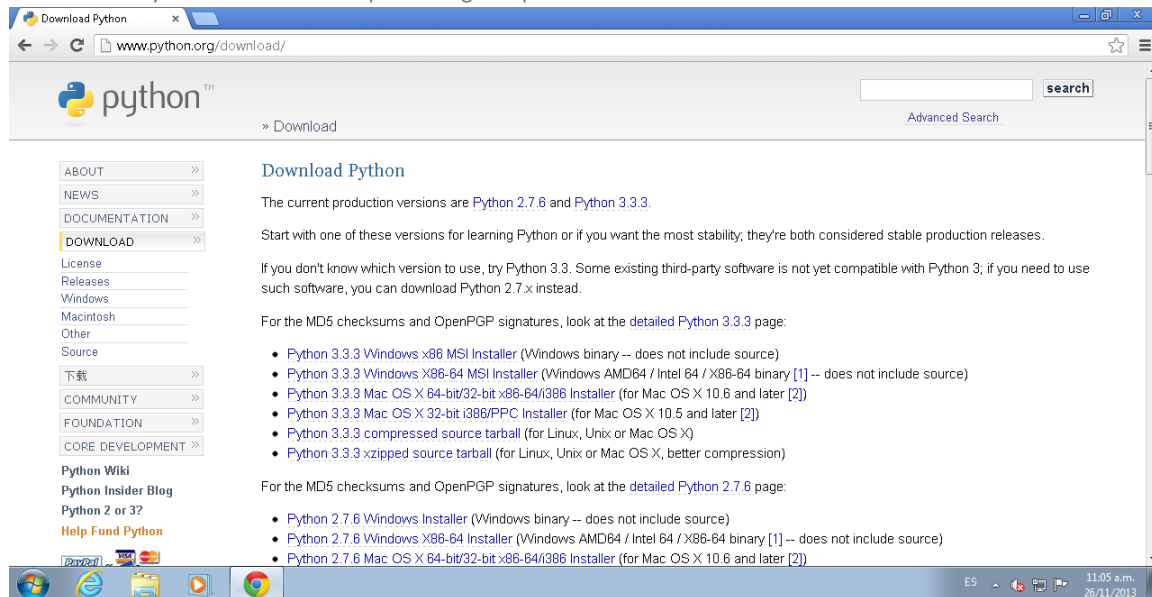 Download Python
www.python.org/download/
python™
search
Advanced Search
» Download
ABOUT »
NEWS »
DOCUMENTATION »
DOWNLOAD »
License
Releases
Windows
Macintosh
Other
Source
下载 »
COMMUNITY »
FOUNDATION »
CORE DEVELOPMENT »
Python Wiki
Python Insider Blog
Python 2 or 3?
Help Fund Python
PayPal or VISA
Download Python
The current production versions are Python 2.7.6 and Python 3.3.3.
Start with one of these versions for learning Python or if you want the most stability; they're both considered stable production releases.
If you don't know which version to use, try Python 3.3. Some existing third-party software is not yet compatible with Python 3; if you need to use
such software, you can download Python 2.7.x instead.
For the MD5 checksums and OpenPGP signatures, look at the detailed Python 3.3.3 page:
• Python 3.3.3 Windows x86 MSI Installer (Windows binary -- does not include source)
• Python 3.3.3 Windows X86-64 MSI Installer (Windows AMD64 / Intel 64 / X86-64 binary [1] -- does not include source)
• Python 3.3.3 Mac OS X 64-bit/32-bit x86-64/i386 Installer (for Mac OS X 10.6 and later [2])
• Python 3.3.3 Mac OS X 32-bit i386/PPC Installer (for Mac OS X 10.5 and later [2])
• Python 3.3.3 compressed source tarball (for Linux, Unix or Mac OS X)
• Python 3.3.3 xzipped source tarball (for Linux, Unix or Mac OS X, better compression)
For the MD5 checksums and OpenPGP signatures, look at the detailed Python 2.7.6 page:
• Python 2.7.6 Windows Installer (Windows binary -- does not include source)
• Python 2.7.6 Windows X86-64 Installer (Windows AMD64 / Intel 64 / X86-64 binary [1] -- does not include source)
• Python 2.7.6 Mac OS X 64-bit/32-bit x86-64/i386 Installer (for Mac OS X 10.6 and later [2])
ES
11:05 a.m.
26/11/2013